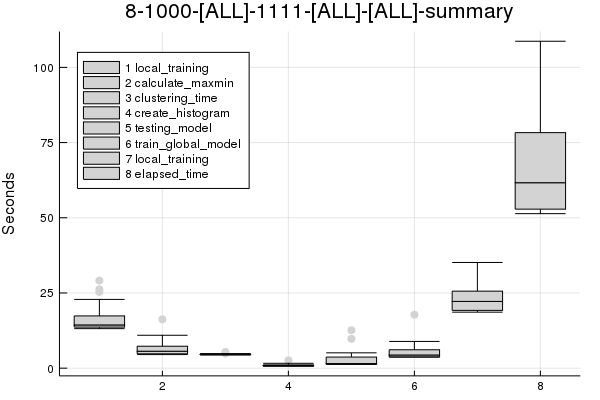 8-1000-[ALL]-1111-[ALL]-[ALL]-summary
1 local_training
2 calculate_maxmin
3 clustering_time
4 create_histogram
5 testing_model
6 train_global_model
7 local_training
8 elapsed_time
Seconds
100
75
50
25
0
2
4
6
8